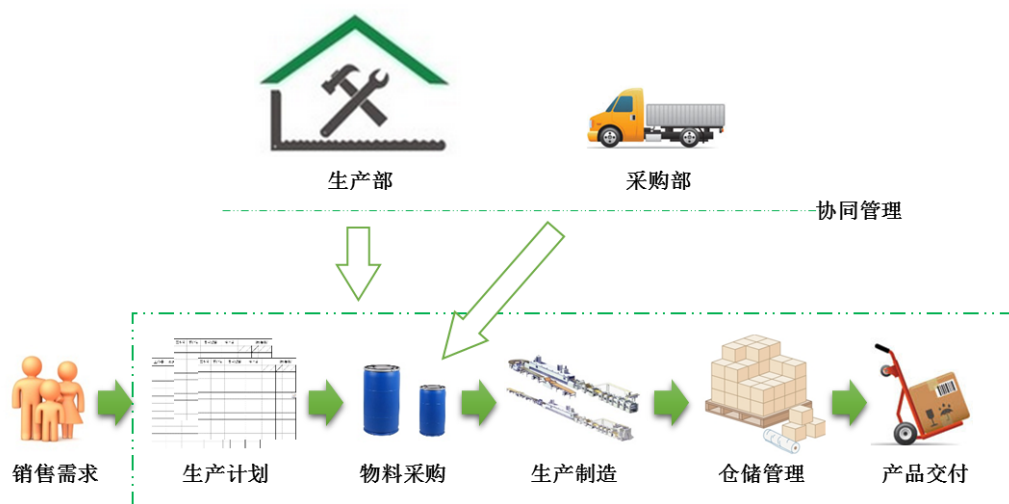 生产部
采购部
协同管理
销售需求
生产计划
物料采购
生产制造
仓储管理
产品交付